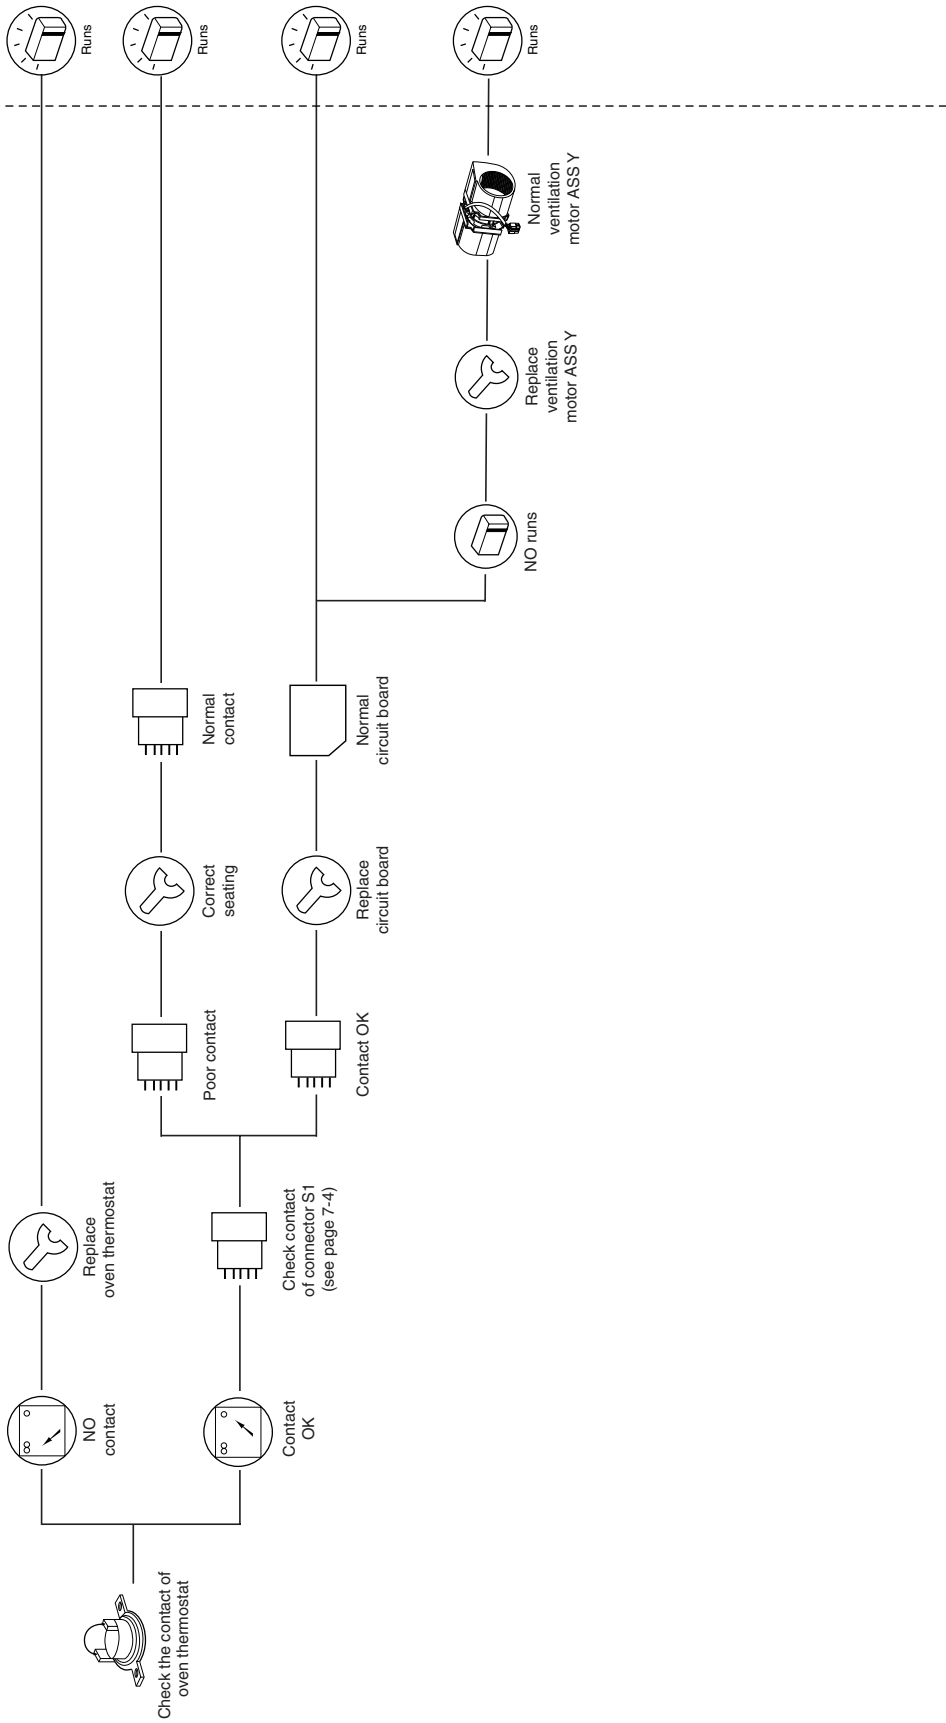 Check the contact of
oven thermostat
NO
contact
Replace
oven thermostat
Runs
Contact
OK
Check contact
of connector S1
(see page 7-4)
Poor contact
Correct
seating
Normal
contact
Runs
Contact OK
Replace
circuit board
Normal
circuit board
Runs
NO runs
Replace
ventilation
motor ASS Y
Normal
ventilation
motor ASS Y
Runs